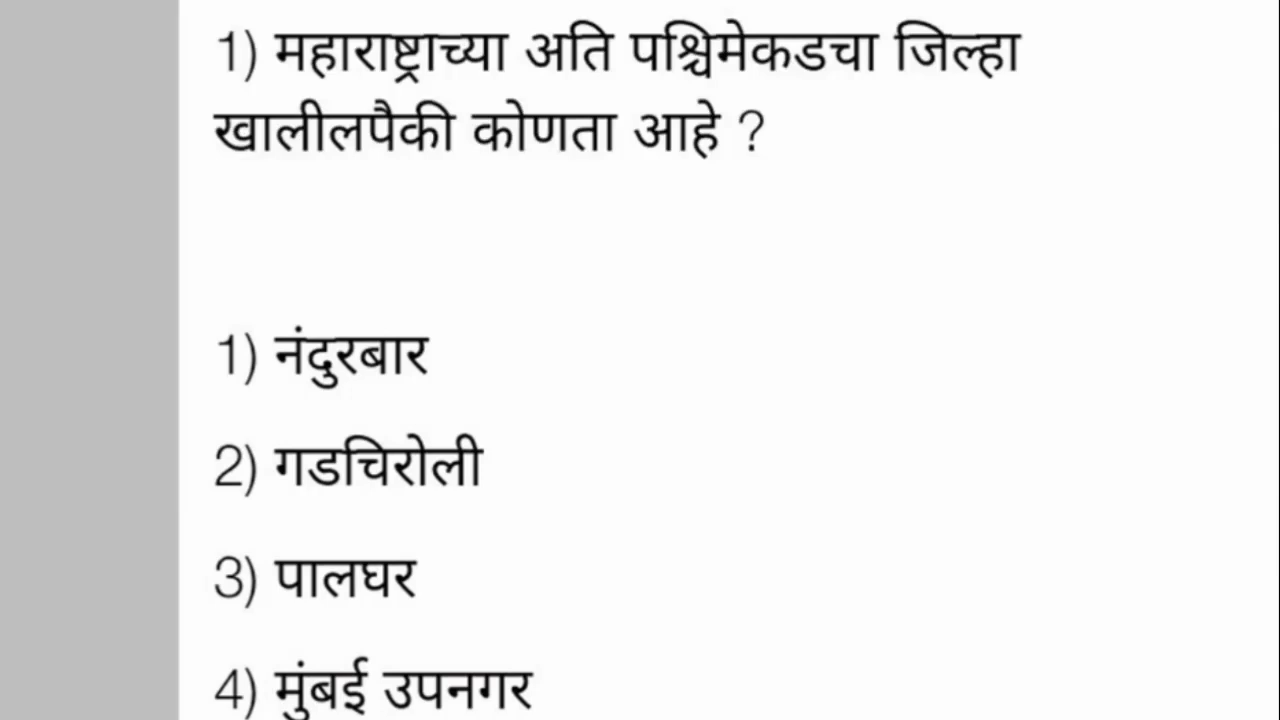 1) महाराष्ट्राच्या अति पश्चिमेकडचा जिल्हा
खालीलपैकी कोणता आहे ?
1) नंदुरबार
2) गडचिरोली
3) पालघर
4) मुंबई उपनगर